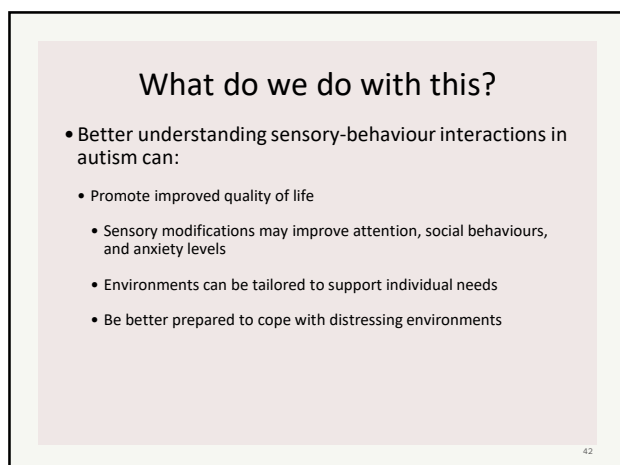 What do we do with this?
• Better understanding sensory-behaviour interactions in
autism can:
• Promote improved quality of life
• Sensory modifications may improve attention, social behaviours,
and anxiety levels
• Environments can be tailored to support individual needs
• Be better prepared to cope with distressing environments
42